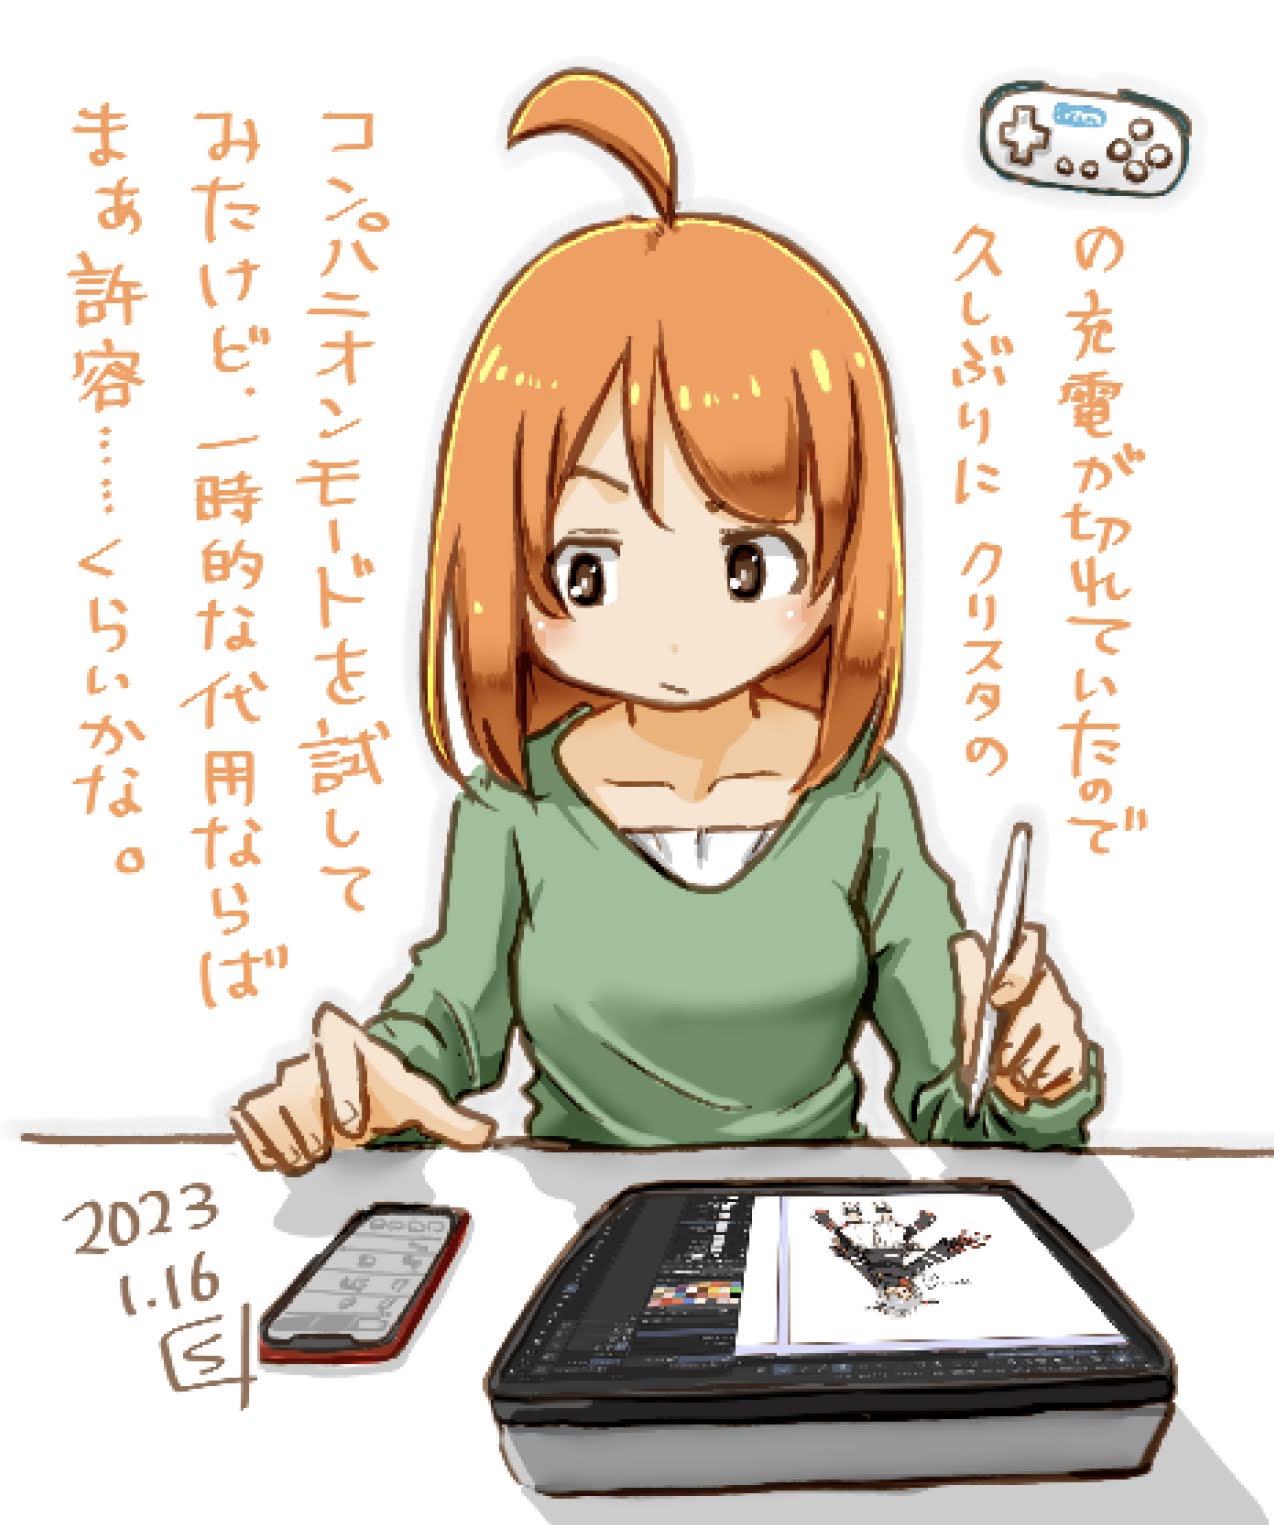 の充電が切れていたので
久しぶりに クリスタの
コンパニオンモードを試して
みたけど、一時的な代用ならば
まぁ許容……くらいかな。
2023
1.16